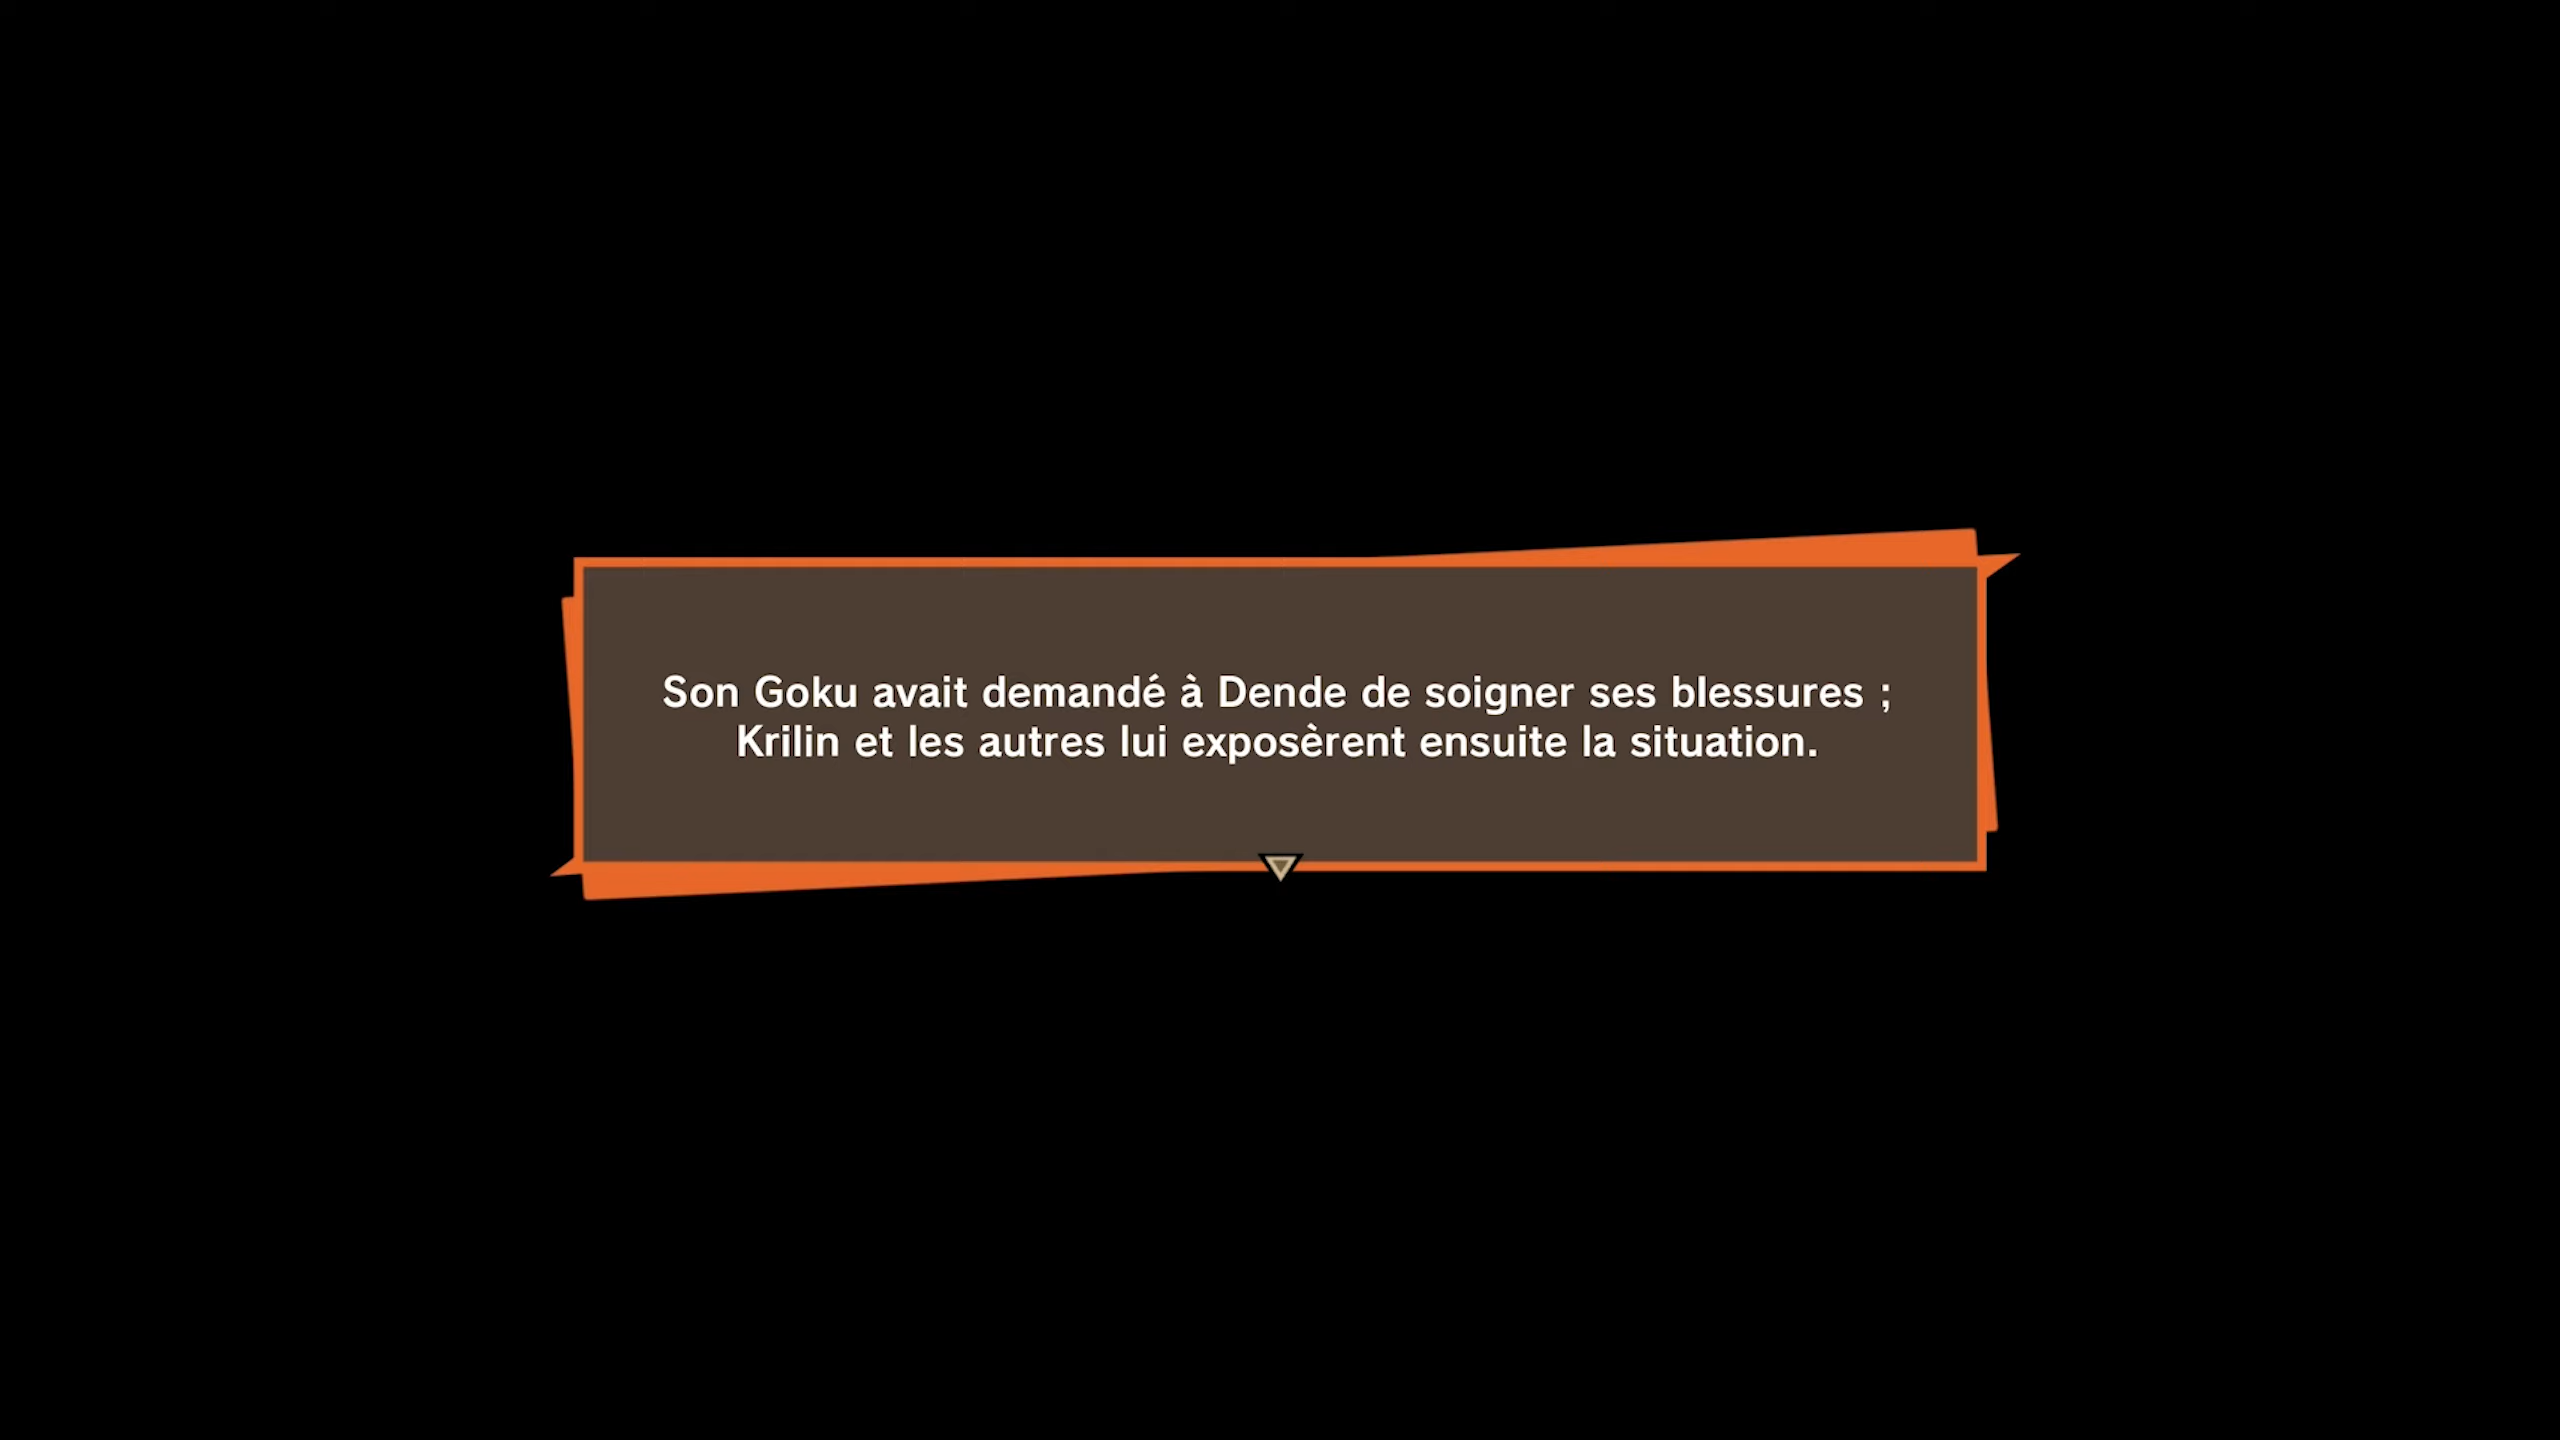 Son Goku avait demandé à Dende de soigner ses blessures ;
Krilin et les autres lui exposèrent ensuite la situation.